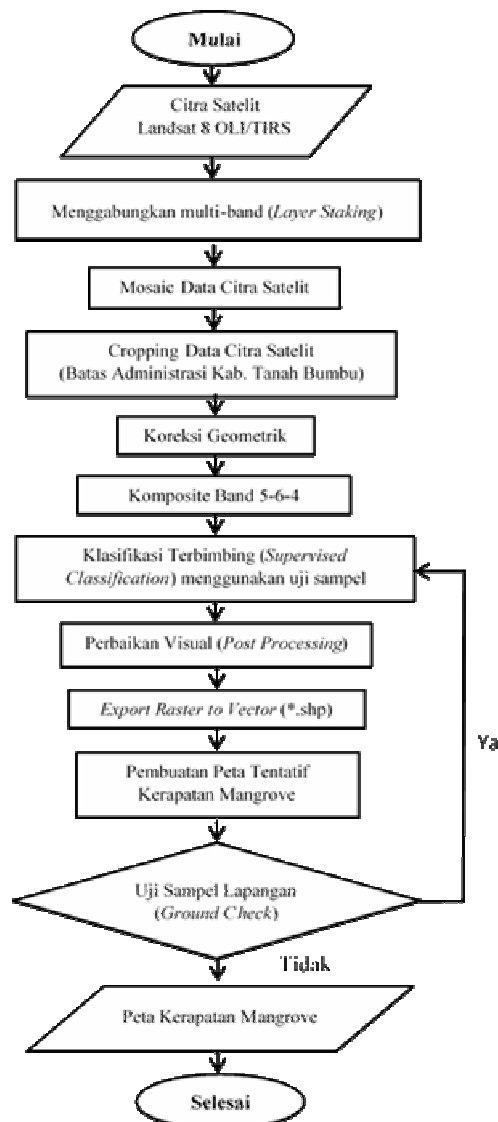 Mulai
Citra Satelit
Landsat 8 OLI/TIRS
Menggabungkan multi-band (Layer Staking)
Mosaic Data Citra Satelit
Cropping Data Citra Satelit
(Batas Administrasi Kab. Tanah Bumbu)
Koreksi Geometrik
Komposite Band 5-6-4
Klasifikasi Terbimbing (Supervised
Classification) menggunakan uji sampel
Perbaikan Visual (Post Processing)
Export Raster to Vector (*.shp)
Ya
Pembuatan Peta Tentatif
Kerapatan Mangrove
Uji Sampel Lapangan
(Ground Check)
Tidak
Peta Kerapatan Mangrove
Selesai